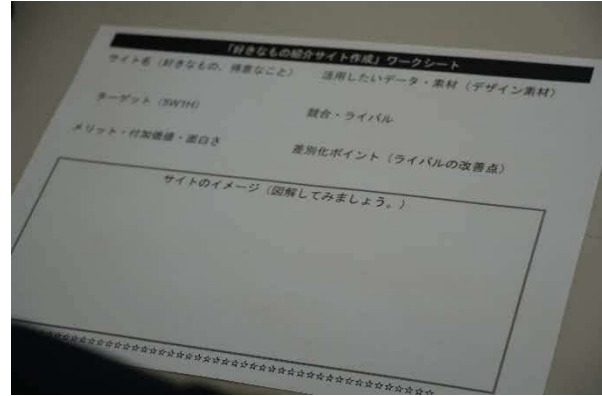 「好きなもの紹介サイト作成」ワークシート
サイト名（好きなもの、得意なこと）
活用したいデータ・素材（デザイン素材）
ターゲット（5W1H）
競合・ライバル
メリット・付加価値・面白さ
差別化ポイント（ライバルの改善点）
サイトのイメージ（図解してみましょう。）